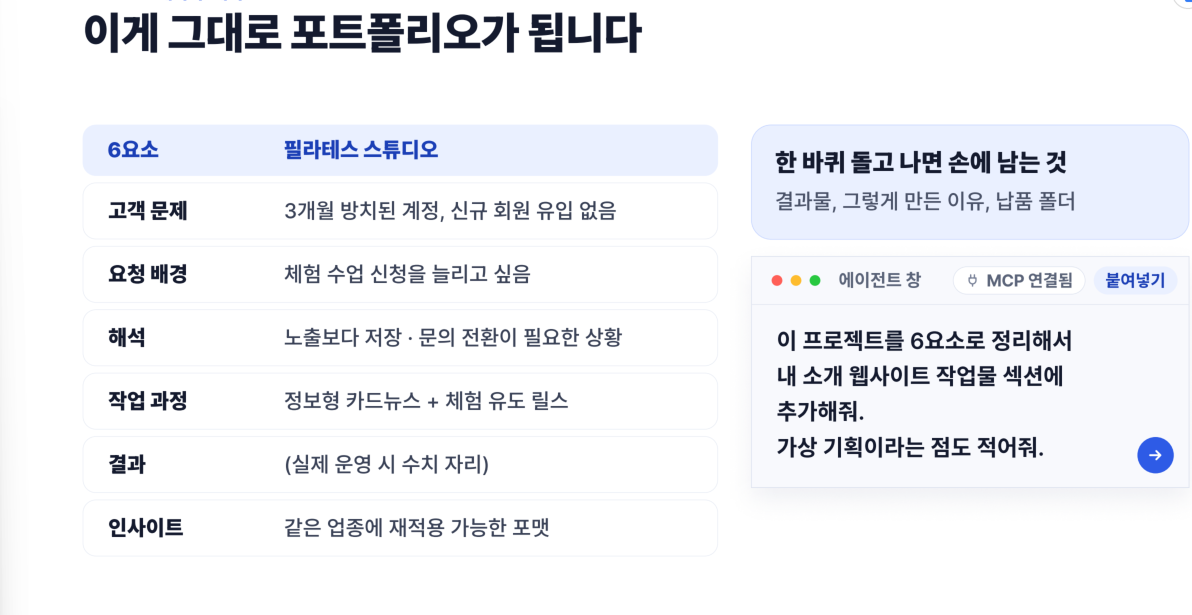 이게 그대로 포트폴리오가 됩니다
6요소 필라테스 스튜디오
고객 문제 3개월 방치된 계정, 신규 회원 유입 없음
요청 배경 체험 수업 신청을 늘리고 싶음
해석 노출보다 저장 · 문의 전환이 필요한 상황
작업 과정 정보형 카드뉴스 + 체험 유도 릴스
결과 (실제 운영 시 수치 자리)
인사이트 같은 업종에 재적용 가능한 포맷
한 바퀴 돌고 나면 손에 남는 것
결과물, 그렇게 만든 이유, 납품 폴더
에이전트 창 MCP 연결됨 붙여넣기
이 프로젝트를 6요소로 정리해서
내 소개 웹사이트 작업물 섹션에
추가해줘.
가상 기획이라는 점도 적어줘.